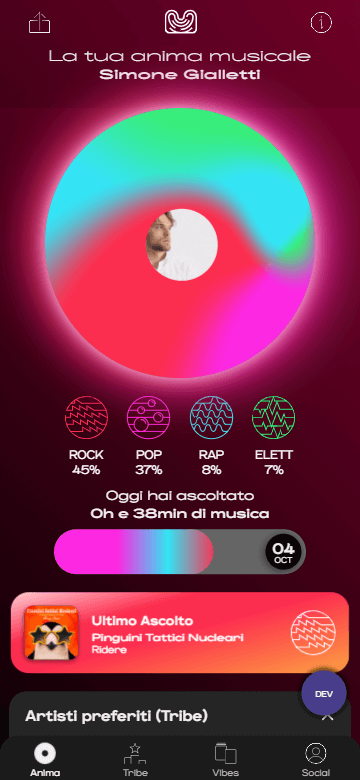 La tua anima musicale
Simone Gialletti
ROCK POP RAP ELETT
45% 37% 8% 7%
Oggi hai ascoltato
0h e 38min di musica
04
OCT
Ultimo Ascolto
Pinguini Tattici Nucleari
Ridere
DEV
Artisti preferiti (Tribe)
Anima Tribe Vibes Social